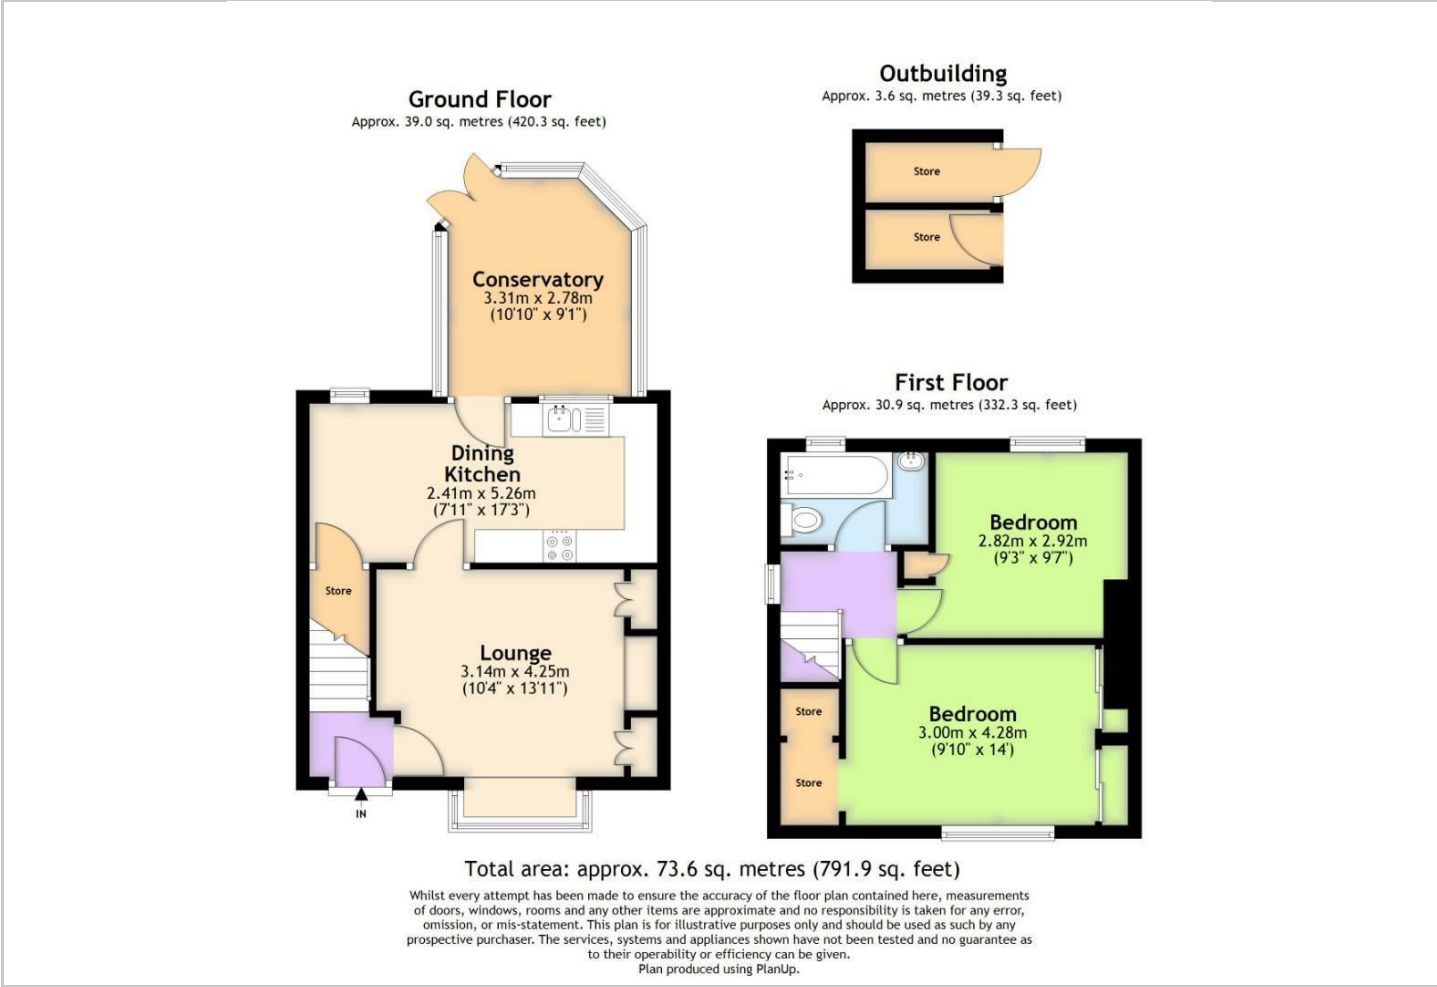 Ground Floor
Approx. 39.0 sq. metres (420.3 sq. feet)
Conservatory
3.31m x 2.78m
(10'10" x 9'1")
Dining
Kitchen
2.41m x 5.26m
(7'11" x 17'3")
Store
Lounge
3.14m x 4.25m
(10'4" x 13'11")
IN
Outbuilding
Approx. 3.6 sq. metres (39.3 sq. feet)
Store
Store
First Floor
Approx. 30.9 sq. metres (332.3 sq. feet)
Bedroom
2.82m x 2.92m
(9'3" x 9'7")
Bedroom
3.00m x 4.28m
(9'10" x 14')
Store
Store
Total area: approx. 73.6 sq. metres (791.9 sq. feet)
Whilst every attempt has been made to ensure the accuracy of the floor plan contained here, measurements
of doors, windows, rooms and any other items are approximate and no responsibility is taken for any error,
omission, or mis-statement. This plan is for illustrative purposes only and should be used as such by any
prospective purchaser. The services, systems and appliances shown have not been tested and no guarantee as
to their operability or efficiency can be given.
Plan produced using PlanUp.